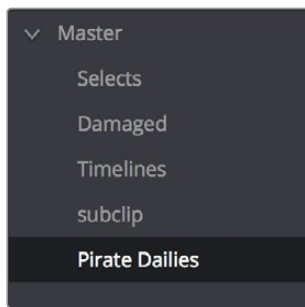 Master
Selects
Damaged
Timelines
subclip
Pirate Dailies